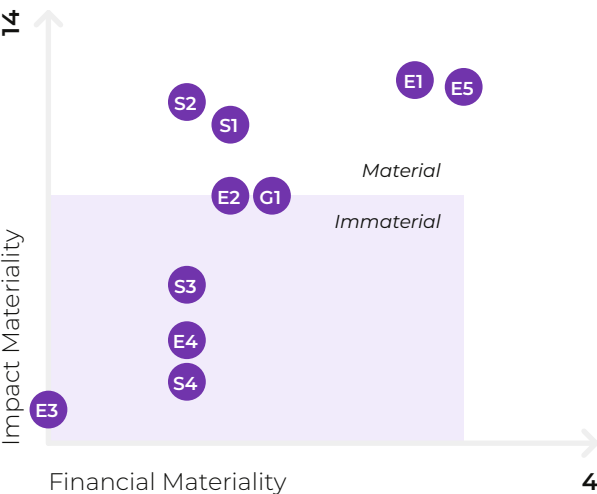 14
E1
E5
S2
S1
Material
E2
G1
Immaterial
Impact Materiality
S3
E4
S4
E3
Financial Materiality
4